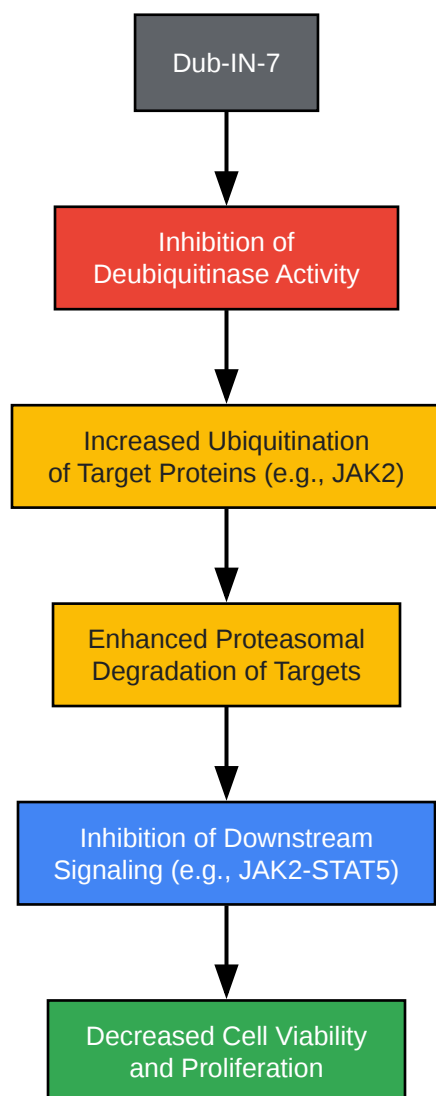 Dub-IN-7
Inhibition of
Deubiquitinase Activity
Increased Ubiquitination
of Target Proteins (e.g., JAK2)
Enhanced Proteasomal
Degradation of Targets
Inhibition of Downstream
Signaling (e.g., JAK2-STAT5)
Decreased Cell Viability
and Proliferation